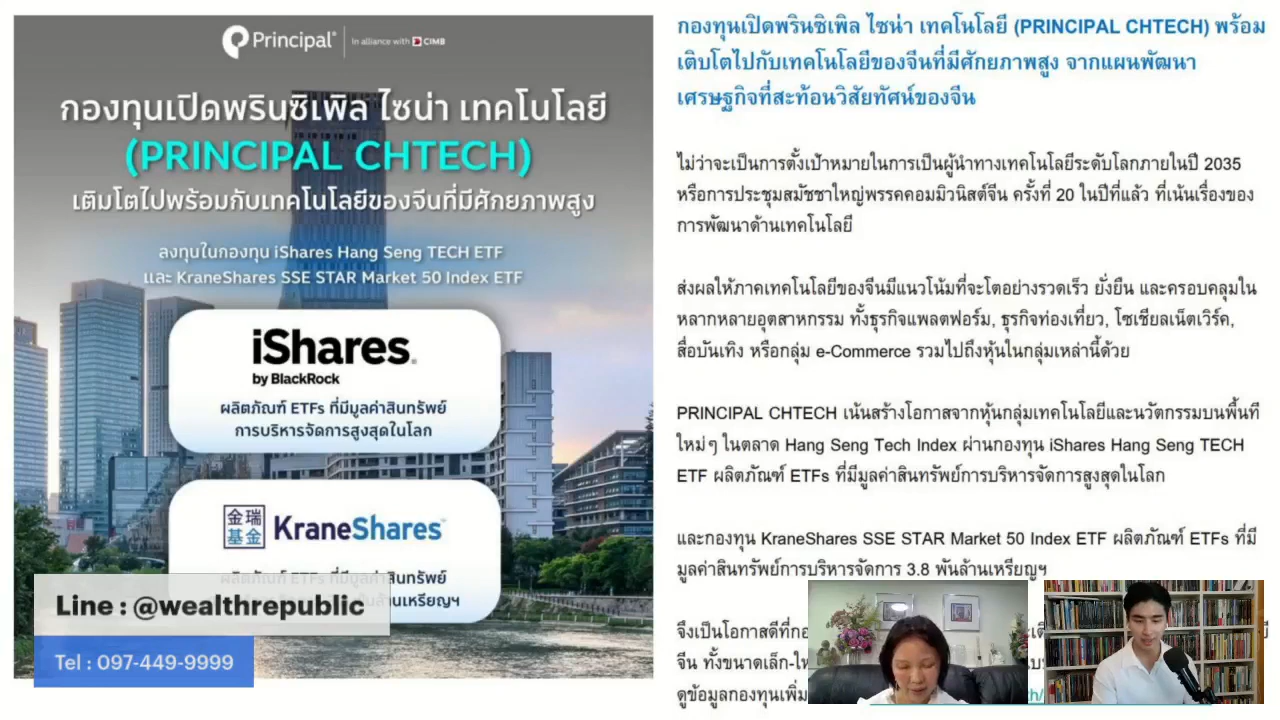 Principal
In alliance with CIMB
กองทุนเปิดพรินซิเพิล ไชน่า เทคโนโลยี
(PRINCIPAL CHTECH)
เติมโตไปพร้อมกับเทคโนโลยีของจีนที่มีศักยภาพสูง
ลงทุนในกองทุน iShares Hang Seng TECH ETF
และ KraneShares SSE STAR Market 50 Index ETF
iShares®
by BlackRock
ผลิตภัณฑ์ ETFs ที่มีมูลค่าสินทรัพย์
การบริหารจัดการสูงสุดในโลก
金瑞
基金
KraneShares
ผลิตภัณฑ์ ETFs ที่มีมูลค่าสินทรัพย์
ล้านเหรียญฯ
Line : @wealthrepublic
Tel : 097-449-9999
กองทุนเปิดพรินซิเพิล ไชน่า เทคโนโลยี (PRINCIPAL CHTECH) พร้อม
เติบโตไปกับเทคโนโลยีของจีนที่มีศักยภาพสูง จากแผนพัฒนา
เศรษฐกิจที่สะท้อนวิสัยทัศน์ของจีน
ไม่ว่าจะเป็นการตั้งเป้าหมายในการเป็นผู้นำทางเทคโนโลยีระดับโลกภายในปี 2035
หรือการประชุมสมัชชาใหญ่พรรคคอมมิวนิสต์จีน ครั้งที่ 20 ในปีที่แล้ว ที่เน้นเรื่องของ
การพัฒนาด้านเทคโนโลยี
ส่งผลให้ภาคเทคโนโลยีของจีนมีแนวโน้มที่จะโตอย่างรวดเร็ว ยั่งยืน และครอบคลุมใน
หลากหลายอุตสาหกรรม ทั้งธุรกิจแพลตฟอร์ม, ธุรกิจท่องเที่ยว, โซเชียลเน็ตเวิร์ค,
สื่อบันเทิง หรือกลุ่ม e-Commerce รวมไปถึงหุ้นในกลุ่มเหล่านี้ด้วย
PRINCIPAL CHTECH เน้นสร้างโอกาสจากหุ้นกลุ่มเทคโนโลยีและนวัตกรรมบนพื้นที่
ใหม่ๆ ในตลาด Hang Seng Tech Index ผ่านกองทุน iShares Hang Seng TECH
ETF ผลิตภัณฑ์ ETFs ที่มีมูลค่าสินทรัพย์การบริหารจัดการสูงสุดในโลก
และกองทุน KraneShares SSE STAR Market 50 Index ETF ผลิตภัณฑ์ ETFs ที่มี
มูลค่าสินทรัพย์การบริหารจัดการ 3.8 พันล้านเหรียญฯ
จึงเป็นโอกาสดีที่
จีน ทั้งขนาดเล็ก-
ดูข้อมูลกองทุนเพิ่ม